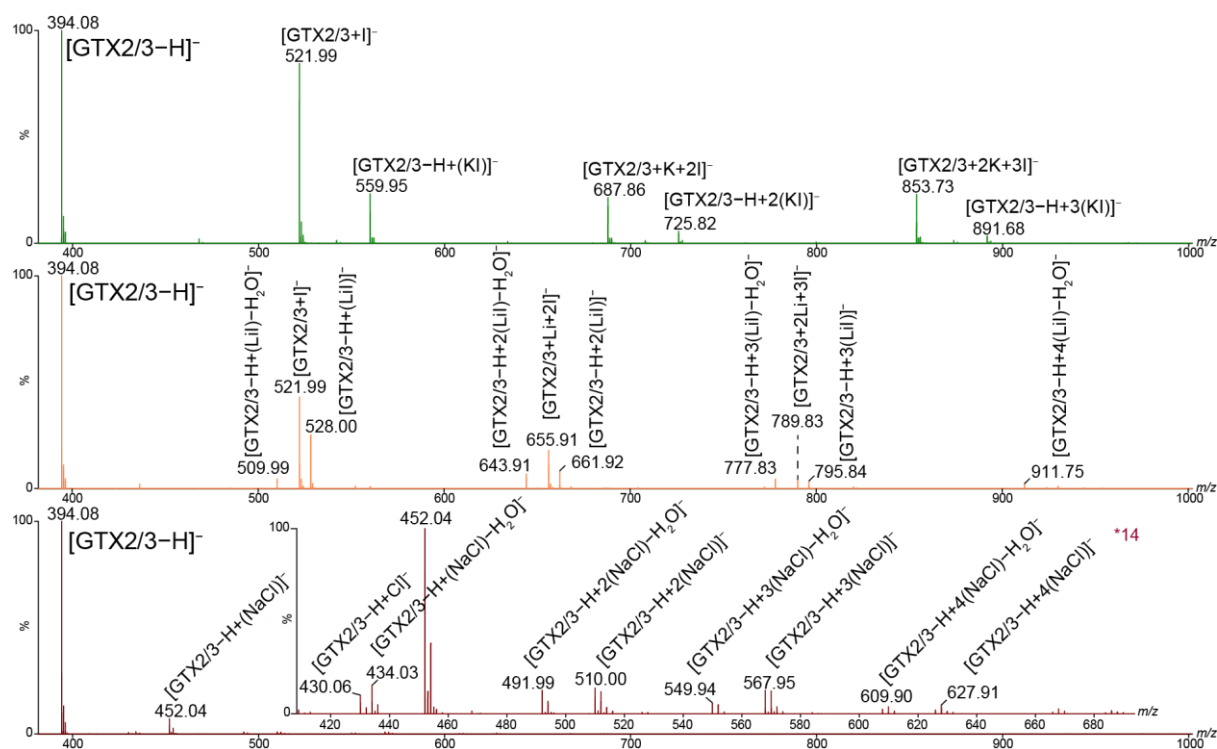 394.08
100
[GTX2/3−H]⁻
[GTX2/3+I]⁻
521.99
%
[GTX2/3−H+(KI)]⁻
559.95
[GTX2/3+K+2I]⁻
687.86
[GTX2/3−H+2(KI)]⁻
725.82
[GTX2/3+2K+3I]⁻
853.73
[GTX2/3−H+3(KI)]⁻
891.68
0
400 500 600 700 800 900 1000 m/z
394.08
100
[GTX2/3−H]⁻
%
[GTX2/3−H+(LiI)−H₂O]⁻
509.99
[GTX2/3+I]⁻
521.99
[GTX2/3−H+(LiI)]⁻
528.00
[GTX2/3−H+2(LiI)−H₂O]⁻
643.91
[GTX2/3+Li+2I]⁻
655.91
[GTX2/3−H+2(LiI)]⁻
661.92
[GTX2/3−H+3(LiI)−H₂O]⁻
777.83
[GTX2/3+2Li+3I]⁻
789.83
[GTX2/3−H+3(LiI)]⁻
795.84
[GTX2/3−H+4(LiI)−H₂O]⁻
911.75
0
400 500 600 700 800 900 1000 m/z
394.08
100
[GTX2/3−H]⁻
%
[GTX2/3−H+(NaCl)]⁻
452.04
0
400 500 600 700 800 900 1000 m/z
100
452.04
*14
%
[GTX2/3−H+Cl]⁻
430.06
[GTX2/3−H+(NaCl)−H₂O]⁻
434.03
[GTX2/3−H+2(NaCl)−H₂O]⁻
491.99
[GTX2/3−H+2(NaCl)]⁻
510.00
[GTX2/3−H+3(NaCl)−H₂O]⁻
549.94
[GTX2/3−H+3(NaCl)]⁻
567.95
[GTX2/3−H+4(NaCl)−H₂O]⁻
609.90
[GTX2/3−H+4(NaCl)]⁻
627.91
0
420 440 460 480 500 520 540 560 580 600 620 640 660 680 m/z